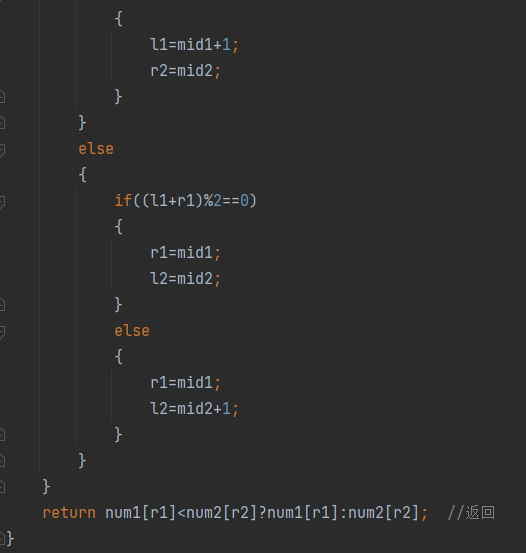 {
l1=mid1+1;
r2=mid2;
}
}
else
{
if((l1+r1)%2==0)
{
r1=mid1;
l2=mid2;
}
else
{
r1=mid1;
l2=mid2+1;
}
}
}
return num1[r1]<num2[r2]?num1[r1]:num2[r2];  //返回
}